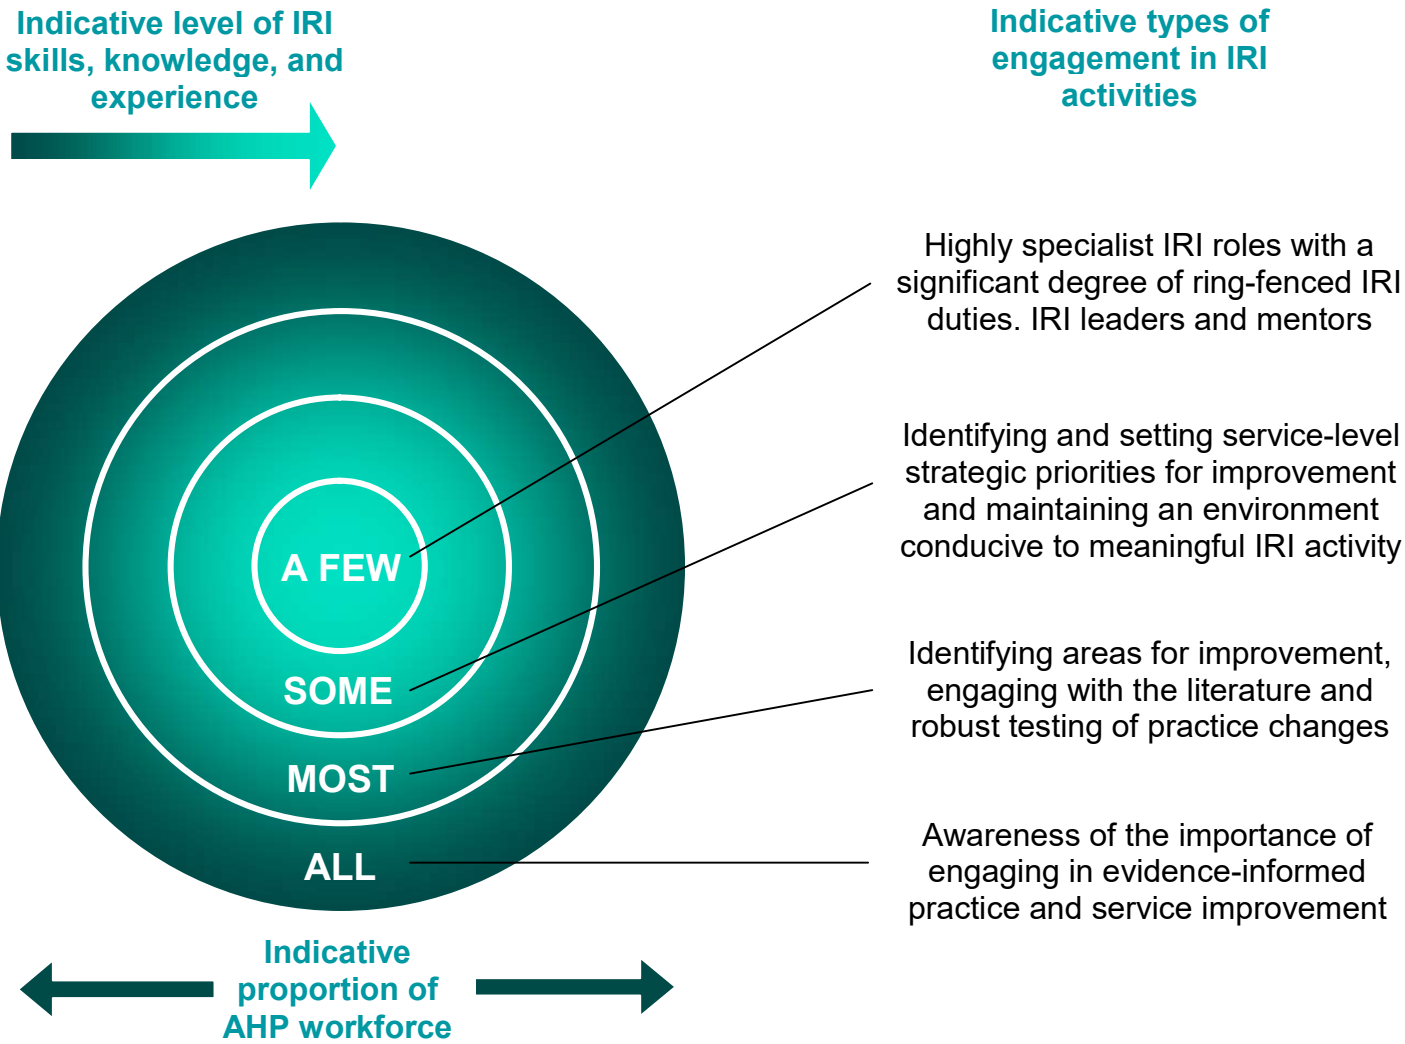 Indicative level of IRI
skills, knowledge, and
experience
Indicative types of
engagement in IRI
activities
Highly specialist IRI roles with a
significant degree of ring-fenced IRI
duties. IRI leaders and mentors
Identifying and setting service-level
strategic priorities for improvement
and maintaining an environment
conducive to meaningful IRI activity
Identifying areas for improvement,
engaging with the literature and
robust testing of practice changes
Awareness of the importance of
engaging in evidence-informed
practice and service improvement
A FEW
SOME
MOST
ALL
Indicative
proportion of
AHP workforce